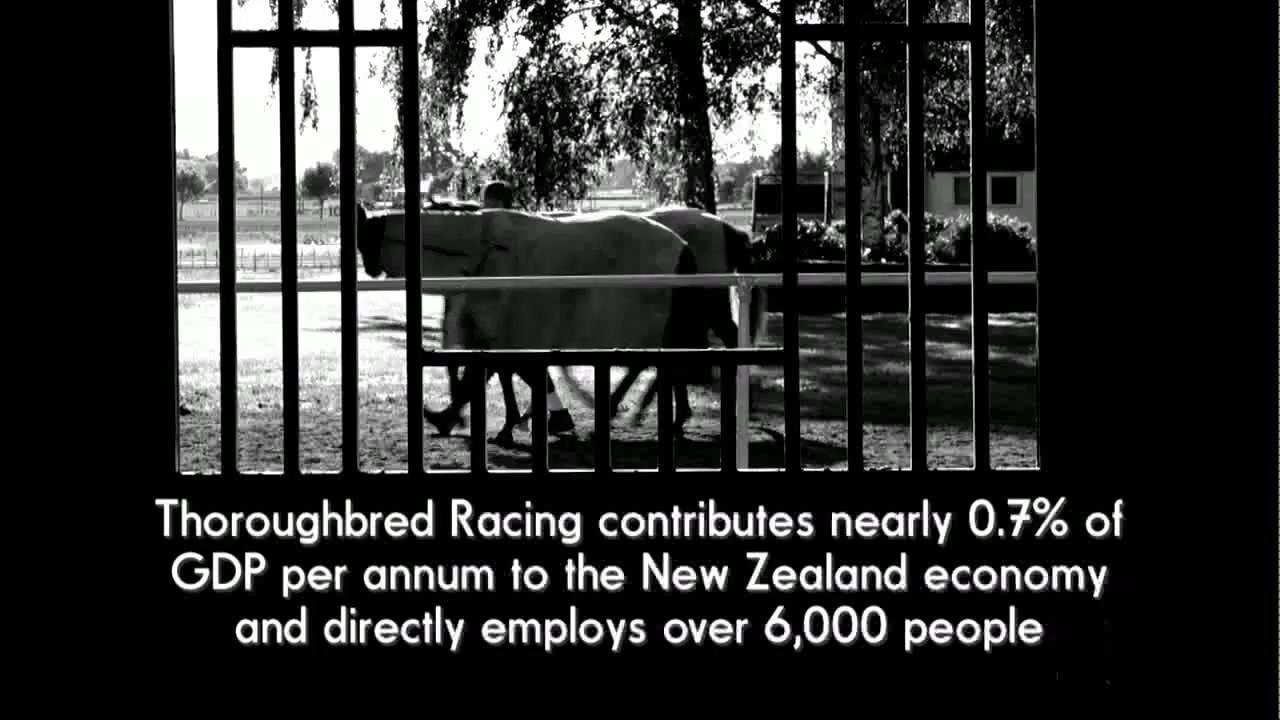 Thoroughbred Racing contributes nearly 0.7% of
GDP per annum to the New Zealand economy
and directly employs over 6,000 people